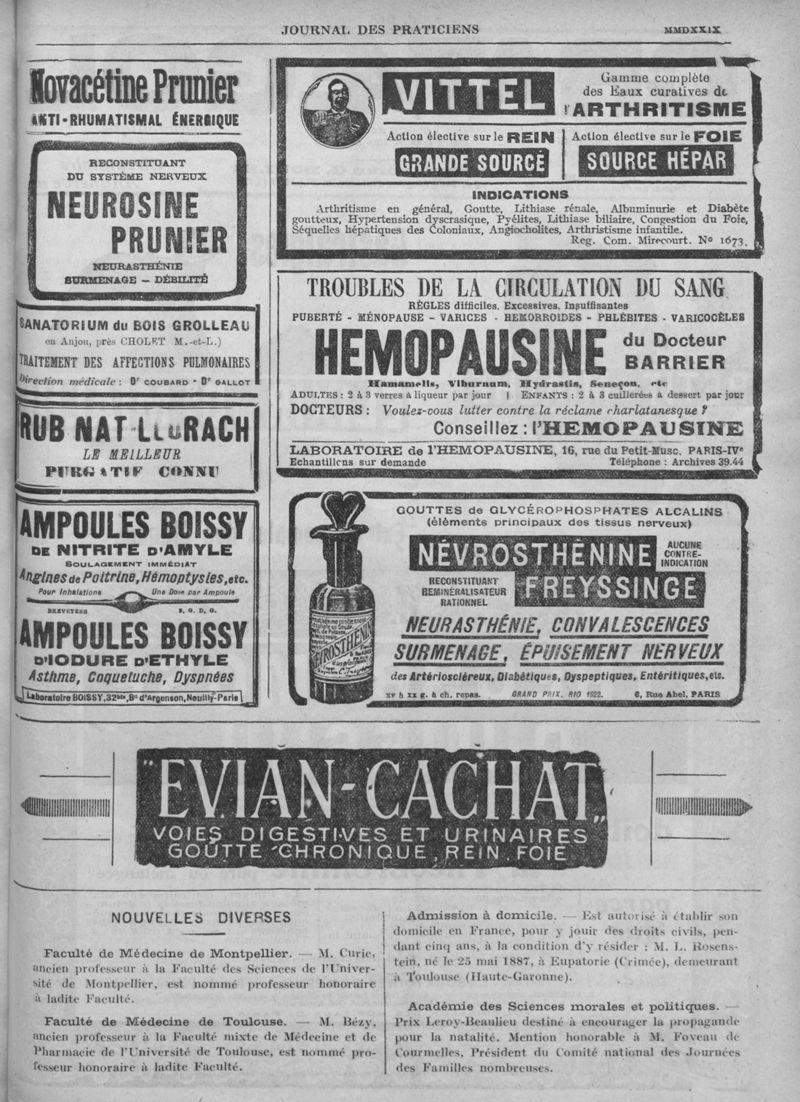 JOURNAL DES PRATICIENS
MMDXXIX
Novacétine Prunier
ANTI-RHUMATISMAL ÉNERGIQUE
RECONSTITUANT
DU SYSTÈME NERVEUX
NEUROSINE
PRUNIER
NEURASTHÉNIE
SURMENAGE — DÉBILITÉ
SANATORIUM du BOIS GROLLEAU
en Anjou, près CHOLET M.-et-L.)
TRAITEMENT DES AFFECTIONS PULMONAIRES
Direction médicale : Dr COUBARD - Dr GALLOT
RUB NAT LLURACH
LE MEILLEUR
PURGATIF CONNU
AMPOULES BOISSY
DE NITRITE D'AMYLE
SOULAGEMENT IMMÉDIAT
Angines de Poitrine, Hémoptysies, etc.
Pour Inhalations Une Dose par Ampoule
BREVETÉES S. G. D. G.
AMPOULES BOISSY
D'IODURE D'ETHYLE
Asthme, Coqueluche, Dyspnées
Laboratoire BOISSY, 32bis, Bd d'Argenson, Neuilly-Paris
VITTEL
Gamme complète
des Eaux curatives de
l'ARTHRITISME
Action élective sur le REIN
GRANDE SOURCE
Action élective sur le FOIE
SOURCE HÉPAR
INDICATIONS
Arthritisme en général, Goutte, Lithiase rénale, Albuminurie et Diabète
goutteux, Hypertension dyscrasique, Pyélites, Lithiase biliaire, Congestion du Foie,
Séquelles hépatiques des Coloniaux, Angiocholites, Arthristisme infantile.
Reg. Com. Mirecourt. No 1673.
TROUBLES DE LA CIRCULATION DU SANG
RÈGLES difficiles. Excessives. Insuffisantes
PUBERTÉ - MÉNOPAUSE - VARICES - HEMORROIDES - PHLÉBITES - VARICOCÈLES
HEMOPAUSINE du Docteur
BARRIER
Hamamelis, Viburnum, Hydrastis, Seneçon, etc
ADULTES : 2 à 3 verres à liqueur par jour | ENFANTS : 2 à 3 cuillerées à dessert par jour
DOCTEURS : Voulez-vous lutter contre la réclame charlatanesque ?
Conseillez : l'HEMOPAUSINE
LABORATOIRE de l'HEMOPAUSINE, 16, rue du Petit-Musc, PARIS-IVe
Echantillons sur demande Téléphone : Archives 39.44
GOUTTES de GLYCÉROPHOSPHATES ALCALINS
(éléments principaux des tissus nerveux)
NÉVROSTHÉNINE
AUCUNE
CONTRE-
INDICATION
RECONSTITUANT
REMINÉRALISATEUR
RATIONNEL
FREYSSINGE
NEURASTHÉNIE, CONVALESCENCES
SURMENAGE, ÉPUISEMENT NERVEUX
des Artérioscléreux, Diabétiques, Dyspeptiques, Entéritiques, etc.
XV à XX g. à ch. repas. GRAND PRIX, RIO 1922. 6, Rue Abel, PARIS
"EVIAN-CACHAT"
VOIES DIGESTIVES ET URINAIRES
GOUTTE CHRONIQUE, REIN, FOIE
NOUVELLES DIVERSES
Faculté de Médecine de Montpellier. — M. Curie,
ancien professeur à la Faculté des Sciences de l'Univer-
sité de Montpellier, est nommé professeur honoraire
à ladite Faculté.
Faculté de Médecine de Toulouse. — M. Bézy,
ancien professeur à la Faculté mixte de Médecine et de
Pharmacie de l'Université de Toulouse, est nommé pro-
fesseur honoraire à ladite Faculté.
Admission à domicile. — Est autorisé à établir son
domicile en France, pour y jouir des droits civils, pen-
dant cinq ans, à la condition d'y résider : M. L. Rosens-
tein, né le 25 mai 1887, à Eupatorie (Crimée), demeurant
à Toulouse (Haute-Garonne).
Académie des Sciences morales et politiques. —
Prix Leroy-Beaulieu destiné à encourager la propagande
pour la natalité. Mention honorable à M. Foveau de
Courmelles, Président du Comité national des Journées
des Familles nombreuses.